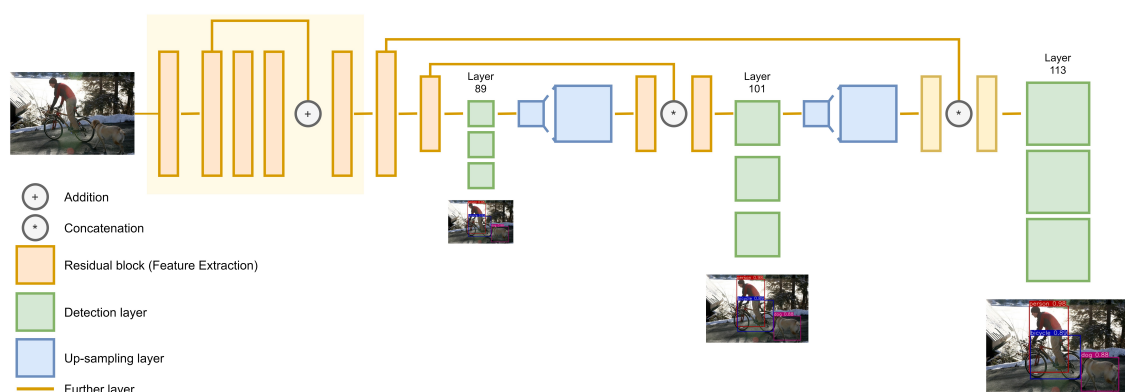 Layer
89
Layer
101
Layer
113
+
*
*
+
Addition
*
Concatenation
Residual block (Feature Extraction)
Detection layer
Up-sampling layer
Further layer
person 0.98
dog 0.88